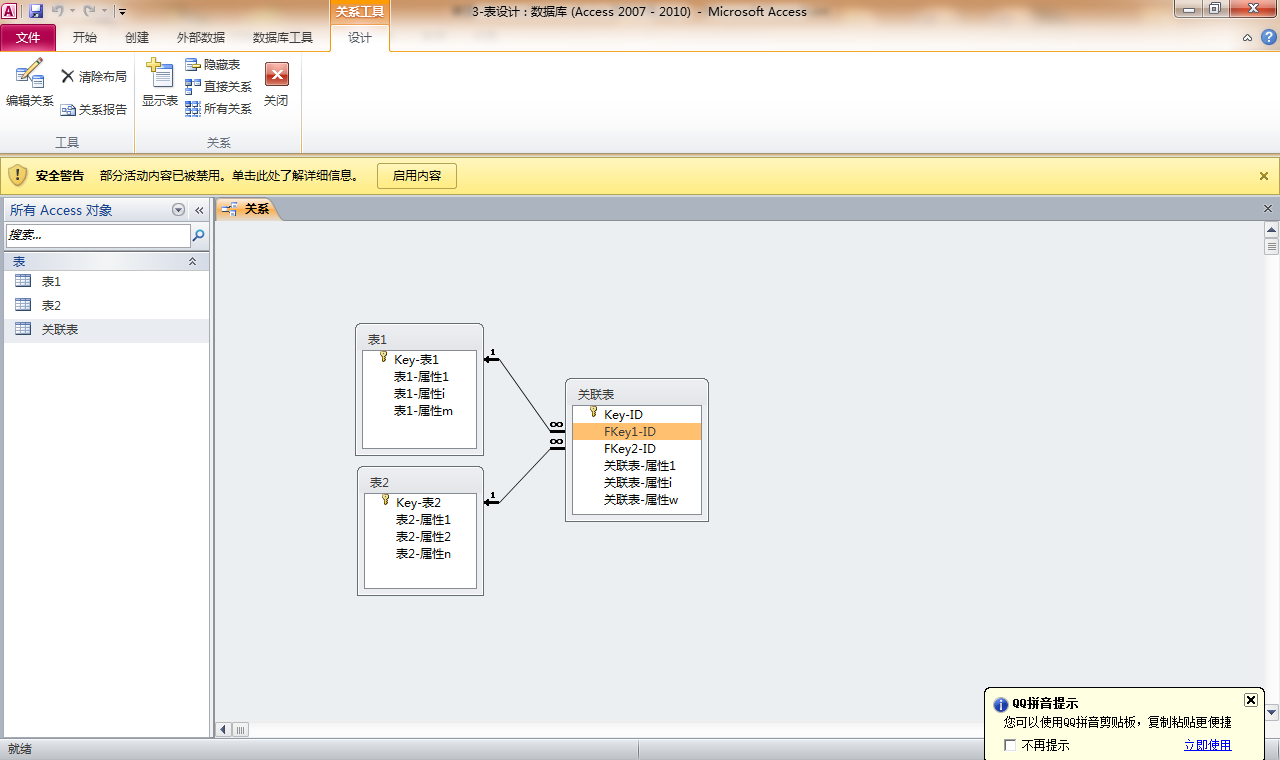 关系工具
3-表设计 : 数据库 (Access 2007 - 2010) - Microsoft Access
文件 开始 创建 外部数据 数据库工具 设计
编辑关系
清除布局
关系报告
工具
显示表
隐藏表
直接关系
所有关系
关闭
关系
安全警告 部分活动内容已被禁用。单击此处了解详细信息。 启用内容
所有 Access 对象
搜索...
表
表1
表2
关联表
关系
表1
Key-表1
表1-属性1
表1-属性i
表1-属性m
1
∞
∞
1
表2
Key-表2
表2-属性1
表2-属性2
表2-属性n
关联表
Key-ID
FKey1-ID
FKey2-ID
关联表-属性1
关联表-属性i
关联表-属性w
QQ拼音提示
您可以使用QQ拼音剪贴板，复制粘贴更便捷
不再提示 立即使用
就绪